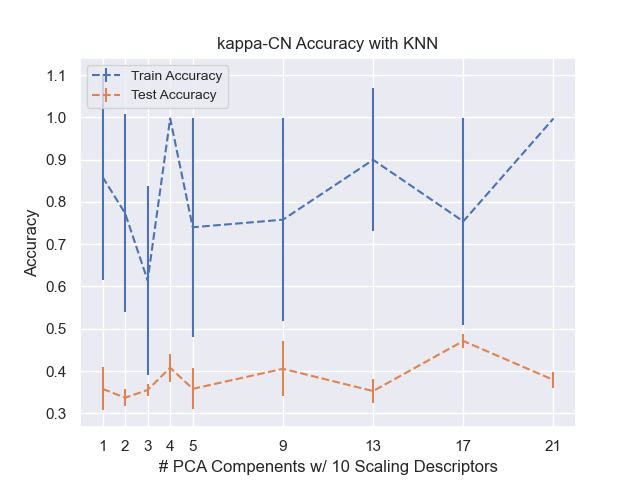 kappa-CN Accuracy with KNN
Train Accuracy
Test Accuracy
1.1
1.0
0.9
0.8
0.7
0.6
0.5
0.4
0.3
Accuracy
1 2 3 4 5 9 13 17 21
# PCA Compenents w/ 10 Scaling Descriptors